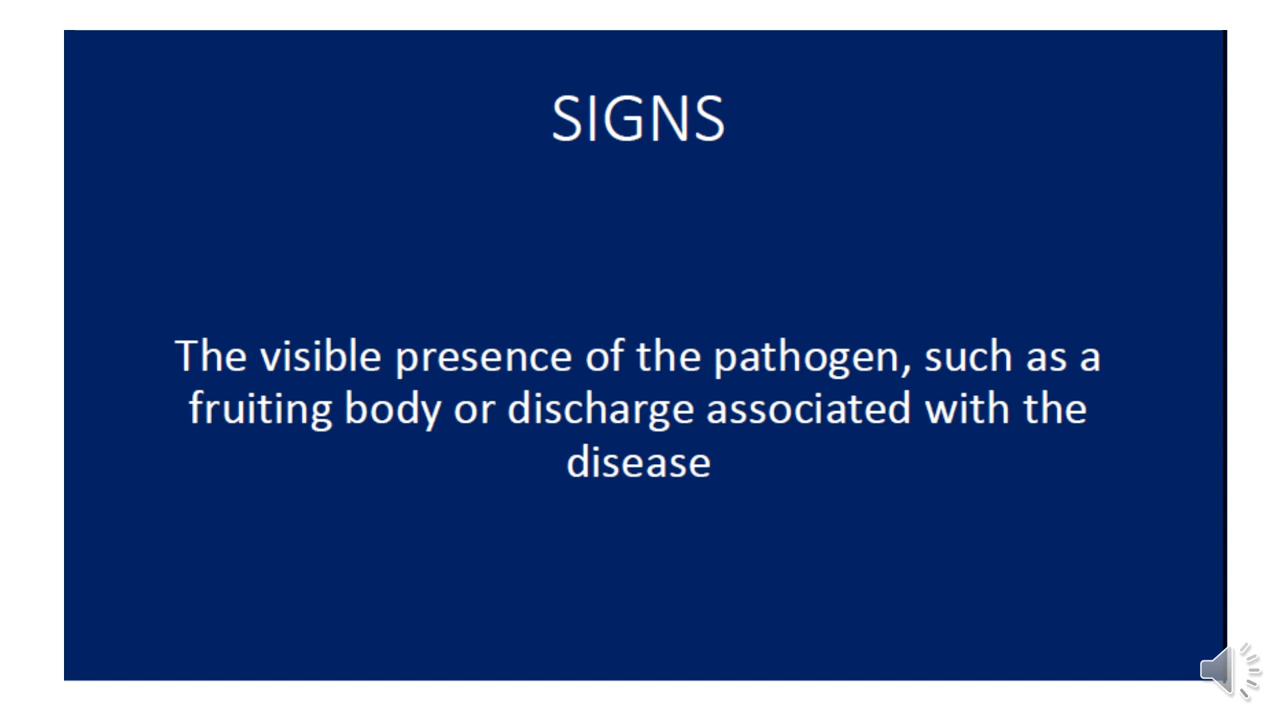 SIGNS
The visible presence of the pathogen, such as a
fruiting body or discharge associated with the
disease